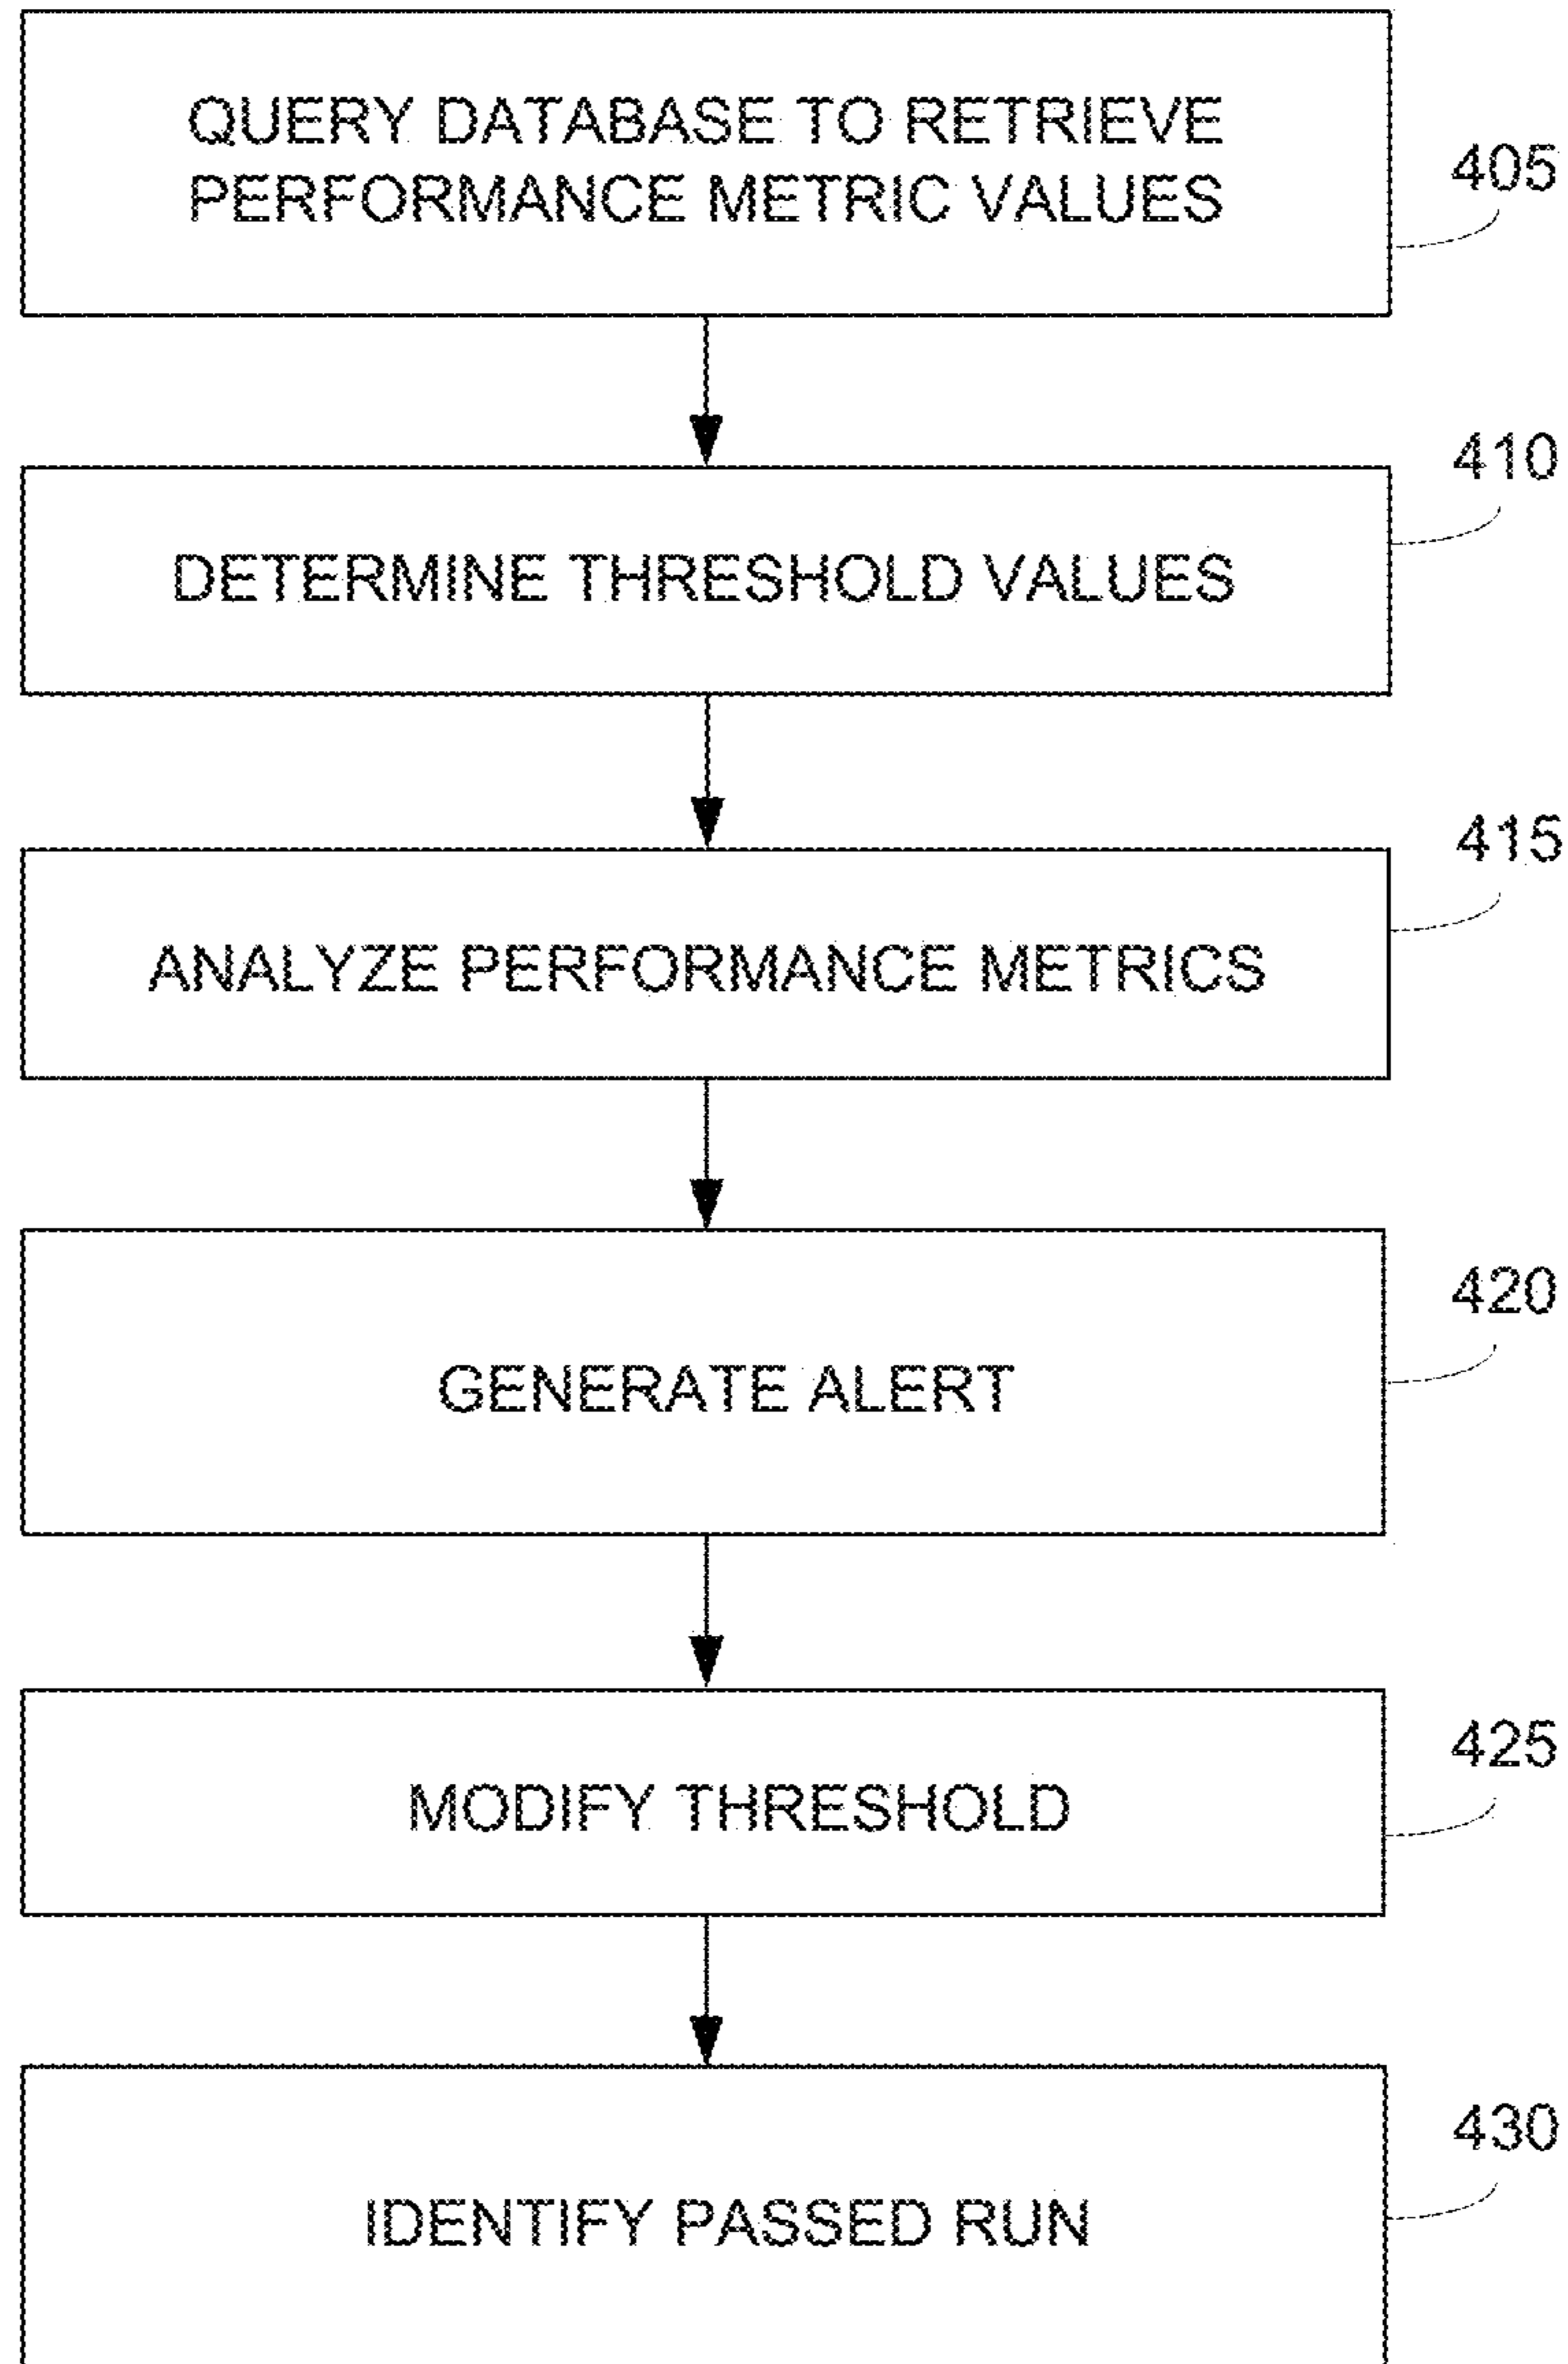 QUERY DATABASE TO RETRIEVE
PERFORMANCE METRIC VALUES
405
DETERMINE THRESHOLD VALUES
410
ANALYZE PERFORMANCE METRICS
415
GENERATE ALERT
420
MODIFY THRESHOLD
425
IDENTIFY PASSED RUN
430